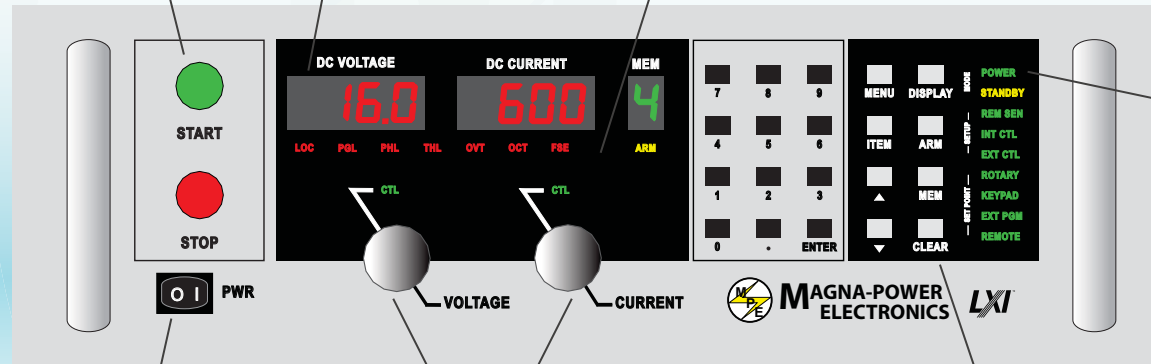 START
STOP
O I PWR
DC VOLTAGE DC CURRENT MEM
16.0 600 4
LOC PGL PHL THL OVT OCT FSE ARM
CTL CTL
VOLTAGE CURRENT
7 8 9
4 5 6
1 2 3
0 . ENTER
MENU DISPLAY
ITEM ARM
MEM
CLEAR
MODE
SETUP
SET POINT
POWER
STANDBY
REM SEN
INT CTL
EXT CTL
ROTARY
KEYPAD
EXT PGM
REMOTE
MPE
MAGNA-POWER
ELECTRONICS
LXI